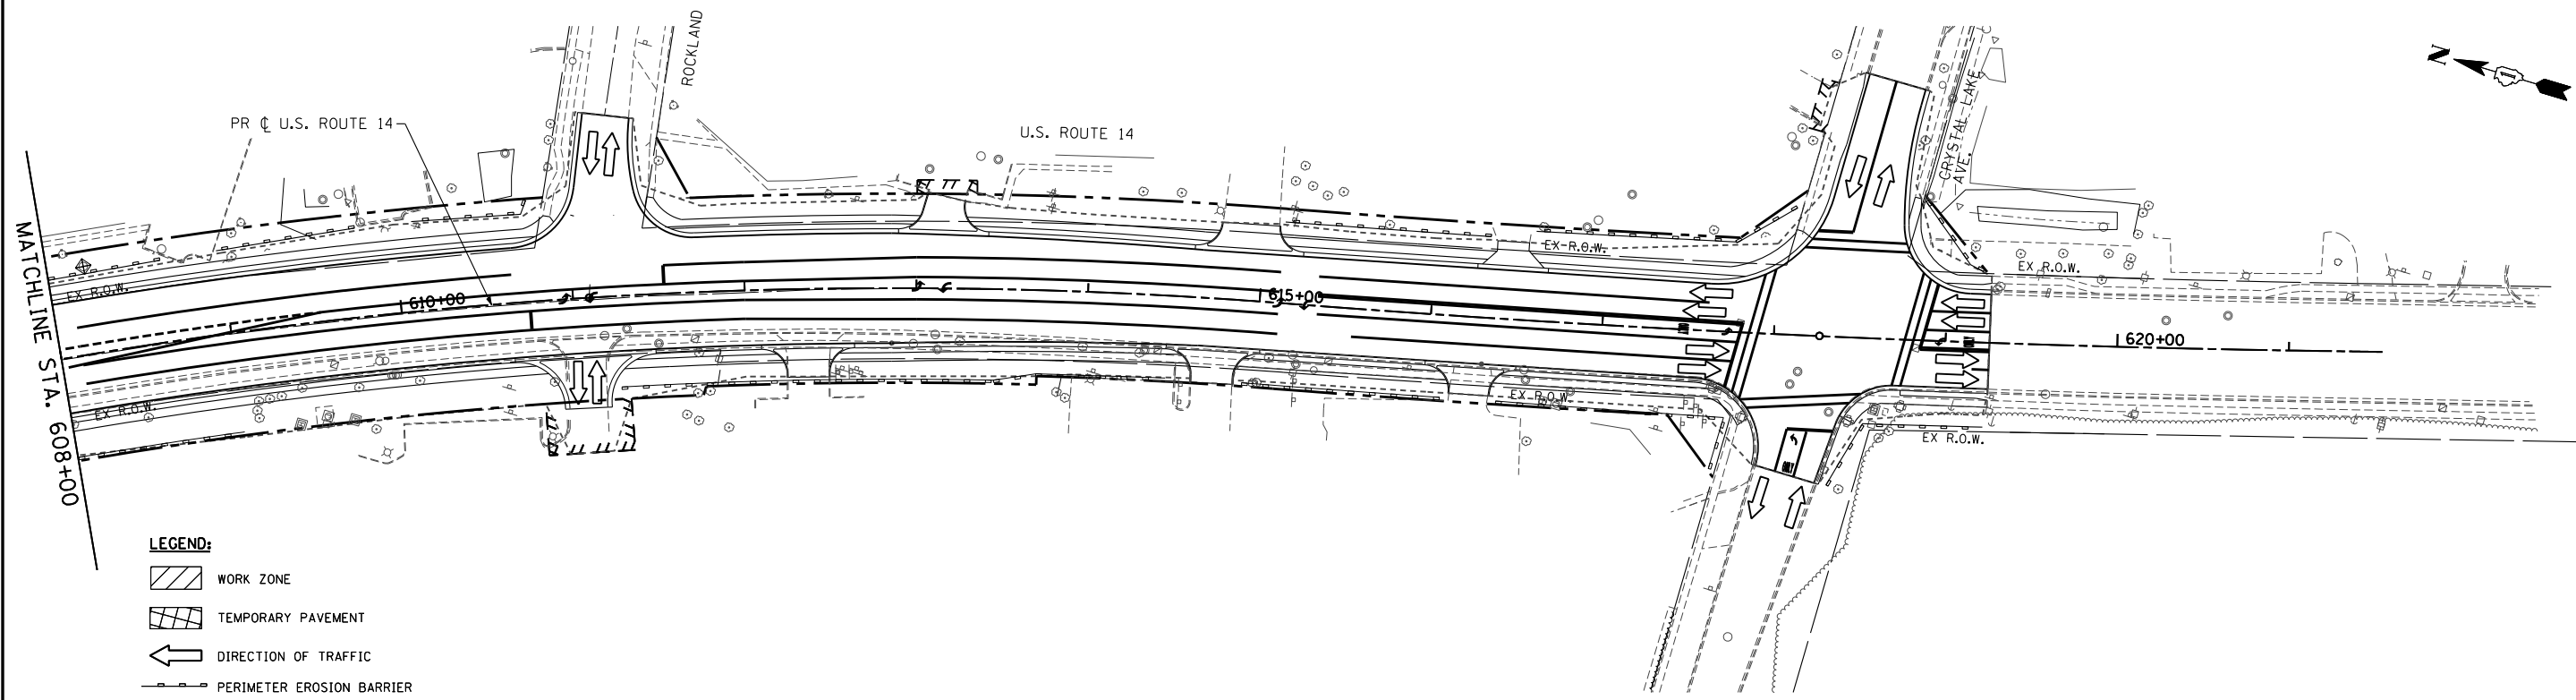 ROCKLAND
PR ℄ U.S. ROUTE 14
U.S. ROUTE 14
CRYSTAL LAKE
AVE.
N
MATCHLINE STA. 608+00
EX R.O.W.
EX R.O.W.
610+00
615+00
EX R.O.W.
EX R.O.W.
EX R.O.W.
620+00
EX R.O.W.
ONLY
LEGEND:
WORK ZONE
TEMPORARY PAVEMENT
DIRECTION OF TRAFFIC
PERIMETER EROSION BARRIER